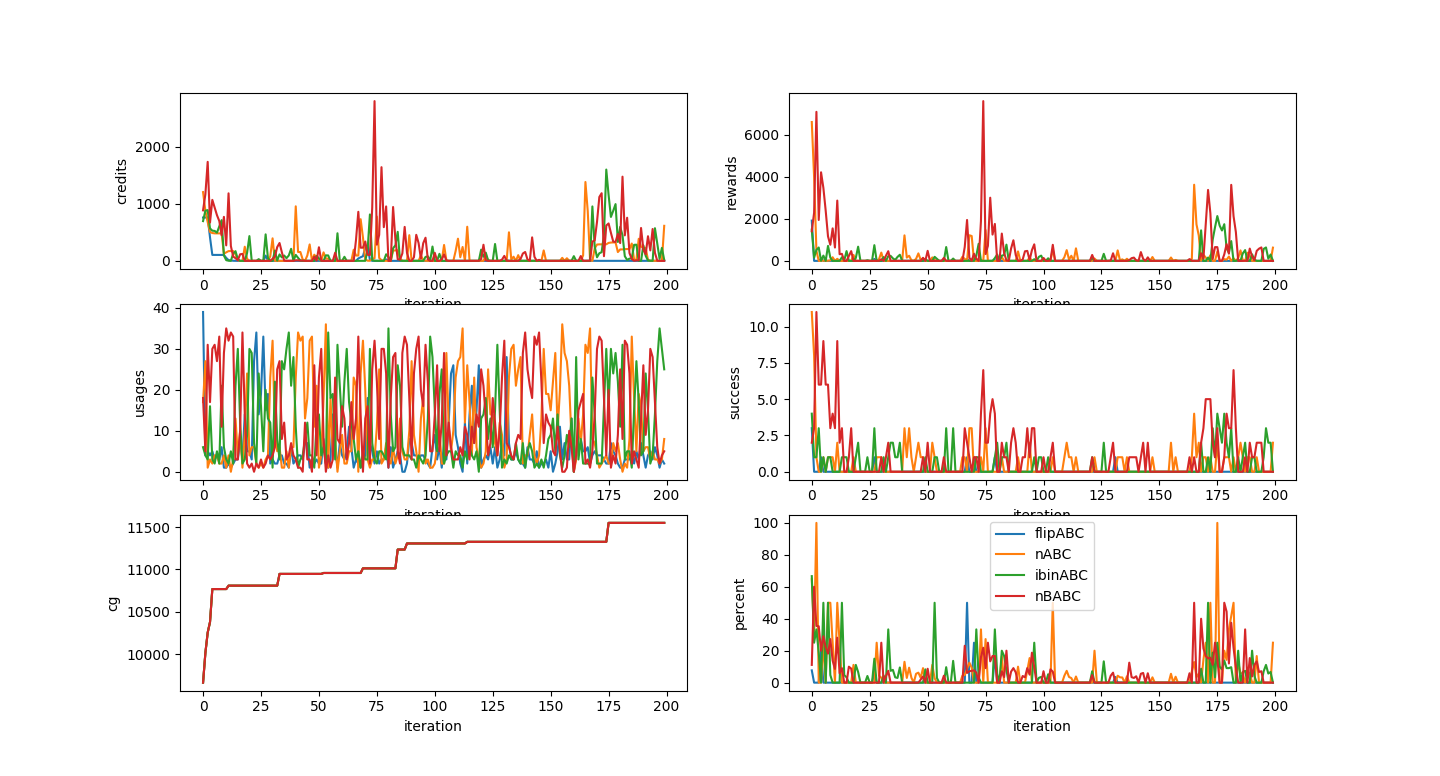 credits
2000
1000
0
0 25 50 75 100 125 150 175 200
iteration
rewards
6000
4000
2000
0
0 25 50 75 100 125 150 175 200
iteration
usages
40
30
20
10
0
0 25 50 75 100 125 150 175 200
iteration
success
10.0
7.5
5.0
2.5
0.0
0 25 50 75 100 125 150 175 200
iteration
cg
11500
11000
10500
10000
0 25 50 75 100 125 150 175 200
iteration
percent
100
80
60
40
20
0
flipABC
nABC
ibinABC
nBABC
0 25 50 75 100 125 150 175 200
iteration